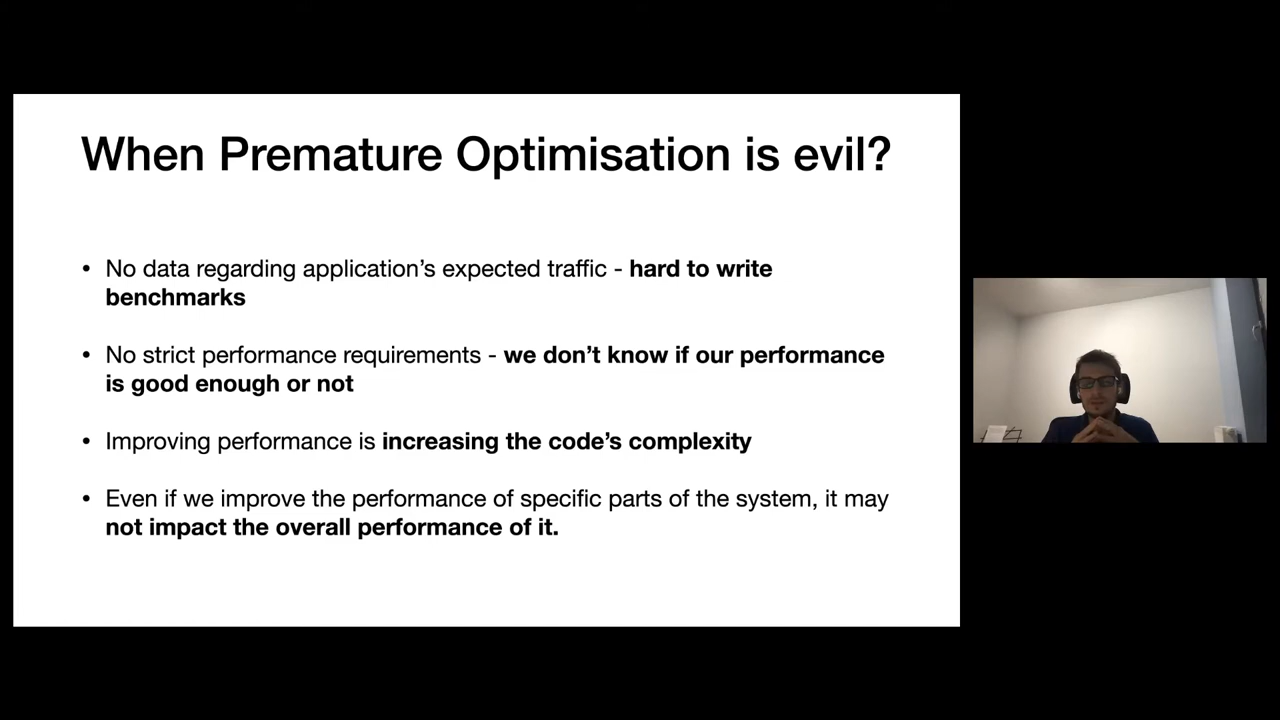 When Premature Optimisation is evil?
• No data regarding application’s expected traffic - hard to write
benchmarks
• No strict performance requirements - we don’t know if our performance
is good enough or not
• Improving performance is increasing the code’s complexity
• Even if we improve the performance of specific parts of the system, it may
not impact the overall performance of it.